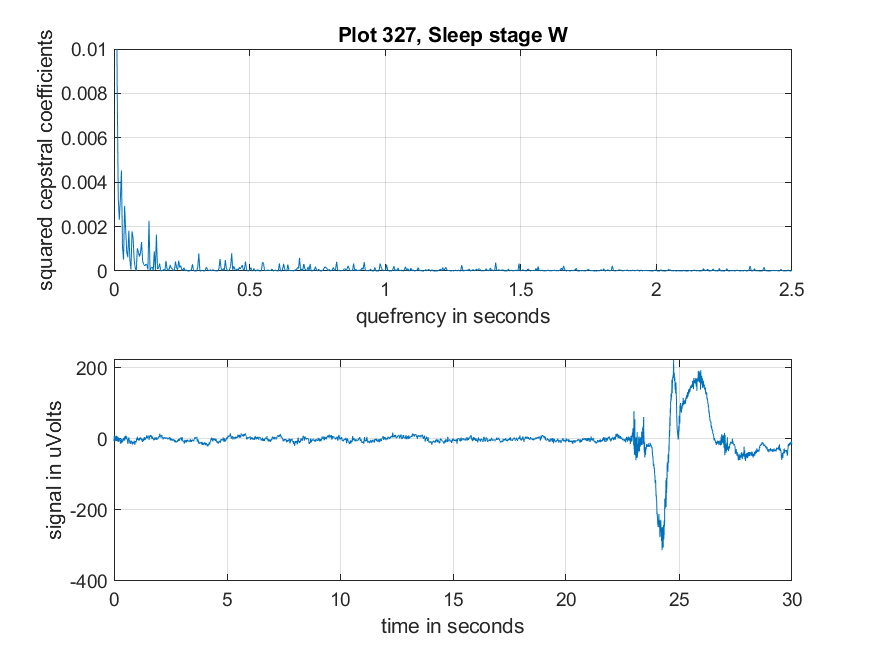 Plot 327, Sleep stage W
squared cepstral coefficients
0.01
0.008
0.006
0.004
0.002
0
0 0.5 1 1.5 2 2.5
quefrency in seconds
signal in uVolts
200
0
-200
-400
0 5 10 15 20 25 30
time in seconds